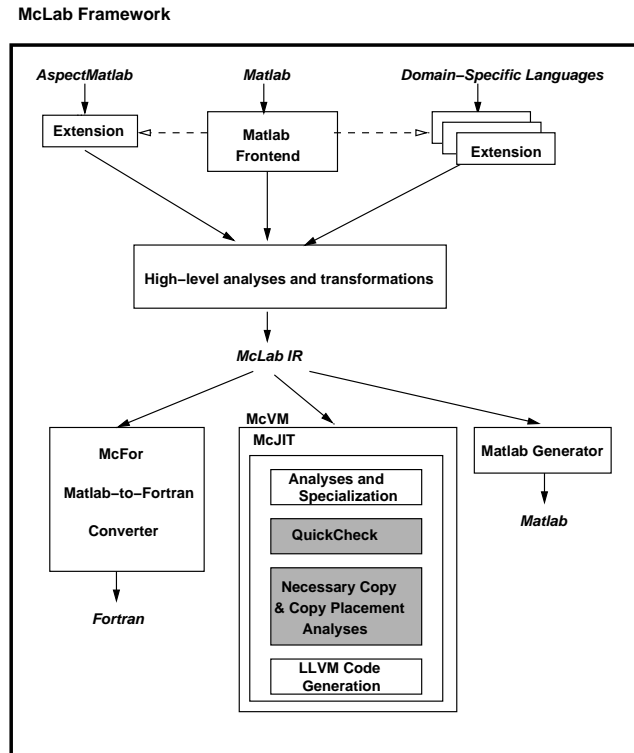 McLab Framework
AspectMatlab
Matlab
Domain–Specific Languages
Extension
Matlab
Frontend
Extension
High–level analyses and transformations
McLab IR
McFor
Matlab–to–Fortran
Converter
Fortran
McVM
McJIT
Analyses and
Specialization
QuickCheck
Necessary Copy
& Copy Placement
Analyses
LLVM Code
Generation
Matlab Generator
Matlab